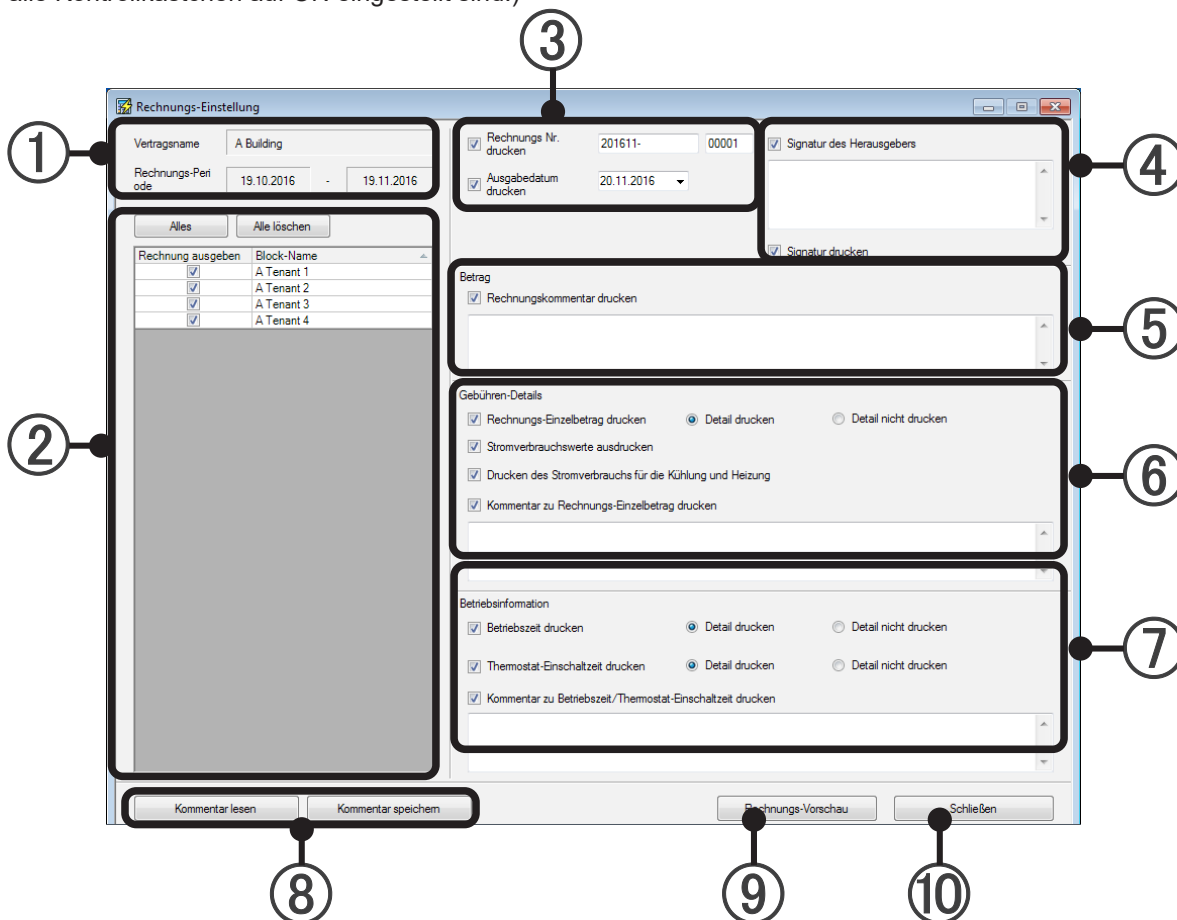 alle Kontrollkästchen auf ON eingestellt sind.)
③
Rechnungs-Einstellung
①
Vertragsname A Building
Rechnungs-Peri
ode 19.10.2016 - 19.11.2016
Rechnungs Nr.
drucken 201611- 00001
Ausgabedatum
drucken 20.11.2016
Signatur des Herausgebers
④
Signatur drucken
②
Alles Alle löschen
Rechnung ausgeben Block-Name
A Tenant 1
A Tenant 2
A Tenant 3
A Tenant 4
Betrag
Rechnungskommentar drucken
⑤
Gebühren-Details
Rechnungs-Einzelbetrag drucken Detail drucken Detail nicht drucken
Stromverbrauchswerte ausdrucken
Drucken des Stromverbrauchs für die Kühlung und Heizung
⑥
Kommentar zu Rechnungs-Einzelbetrag drucken
Betriebsinformation
Betriebszeit drucken Detail drucken Detail nicht drucken
⑦
Thermostat-Einschaltzeit drucken Detail drucken Detail nicht drucken
Kommentar zu Betriebszeit/Thermostat-Einschaltzeit drucken
Kommentar lesen Kommentar speichern Rechnungs-Vorschau Schließen
⑧ ⑨ ⑩